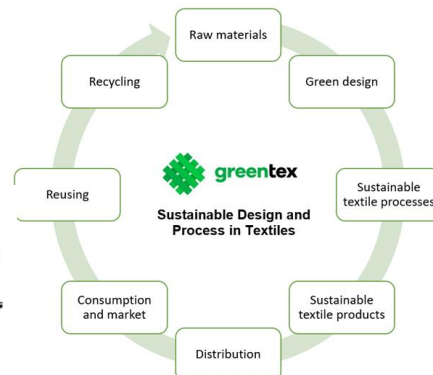 Raw materials
Green design
Sustainable
textile processes
Sustainable
textile products
Distribution
Consumption
and market
Reusing
Recycling
greentex
Sustainable Design and
Process in Textiles